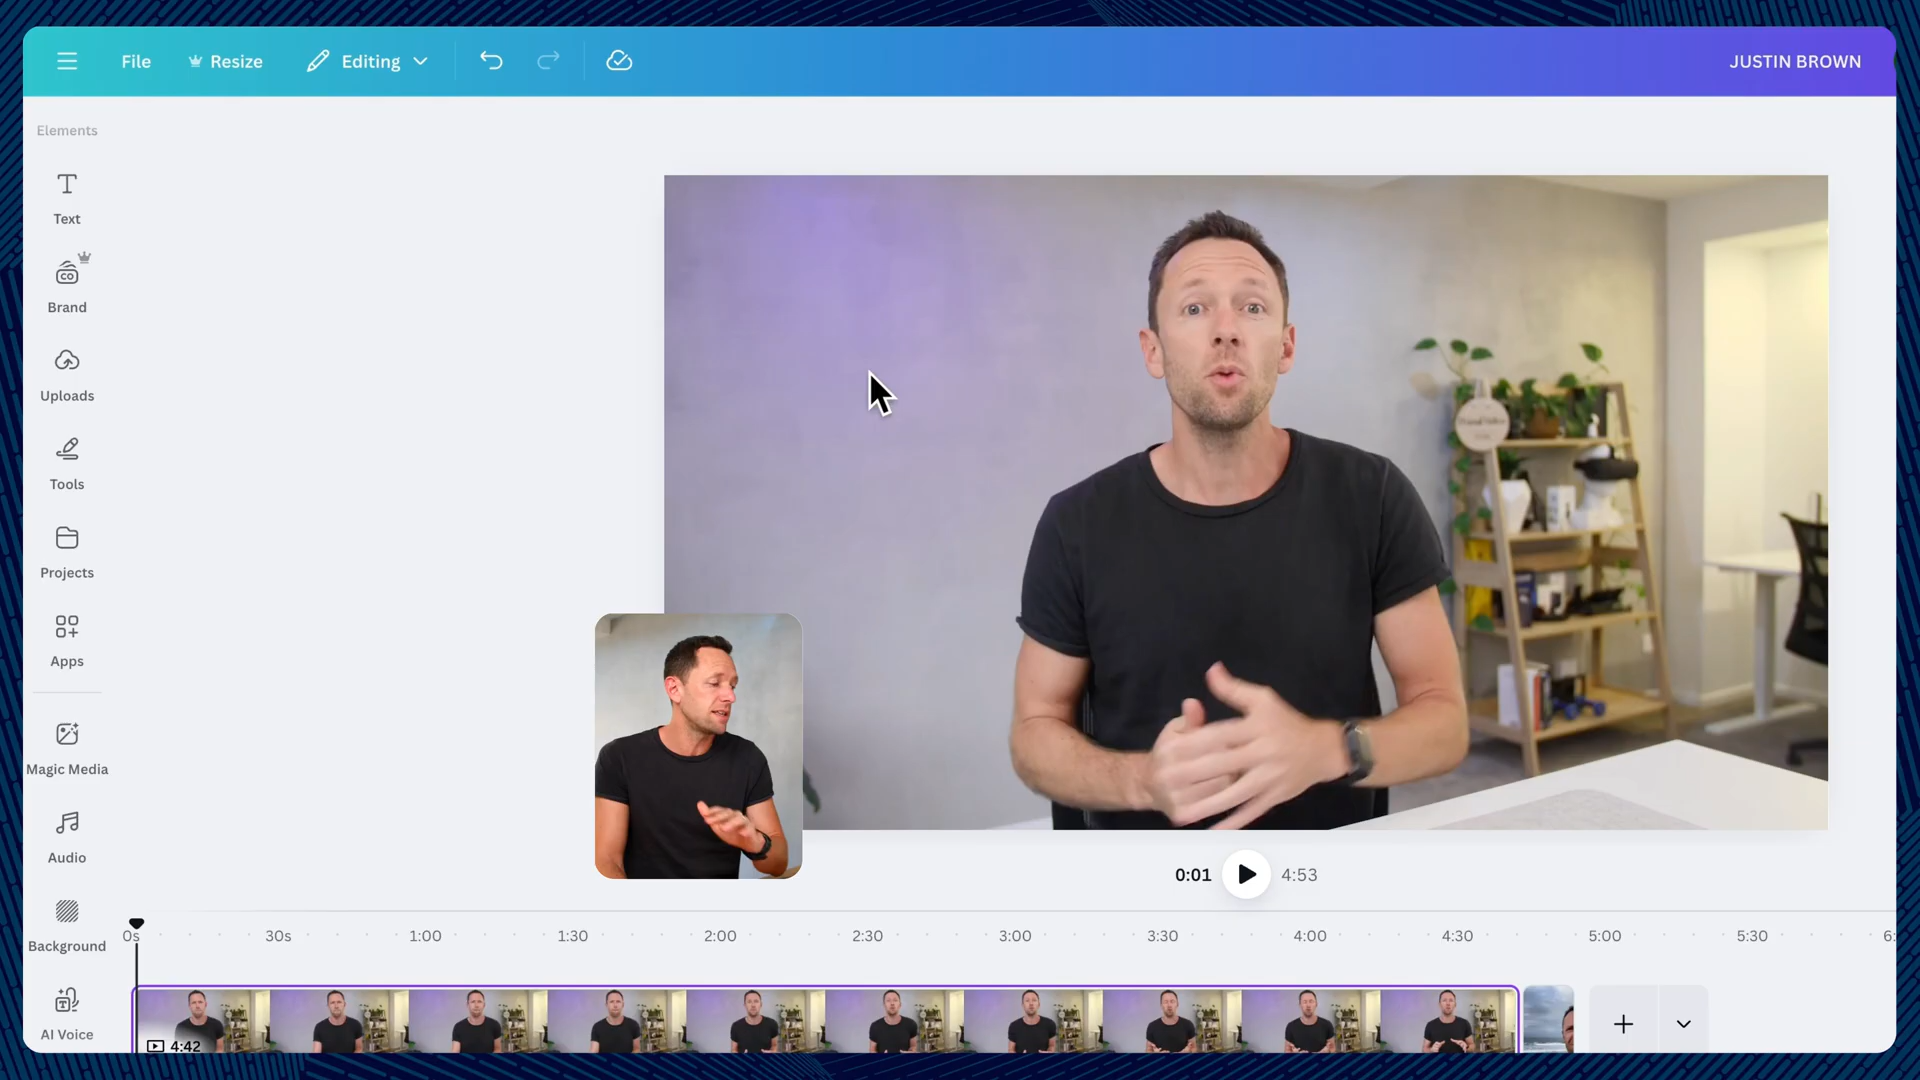 File
Resize
Editing
JUSTIN BROWN
Elements
Text
CO
Brand
Uploads
Tools
Projects
Apps
Magic Media
Audio
Background
AI Voice
0:01
4:53
0s 30s 1:00 1:30 2:00 2:30 3:00 3:30 4:00 4:30 5:00 5:30 6:
4:42